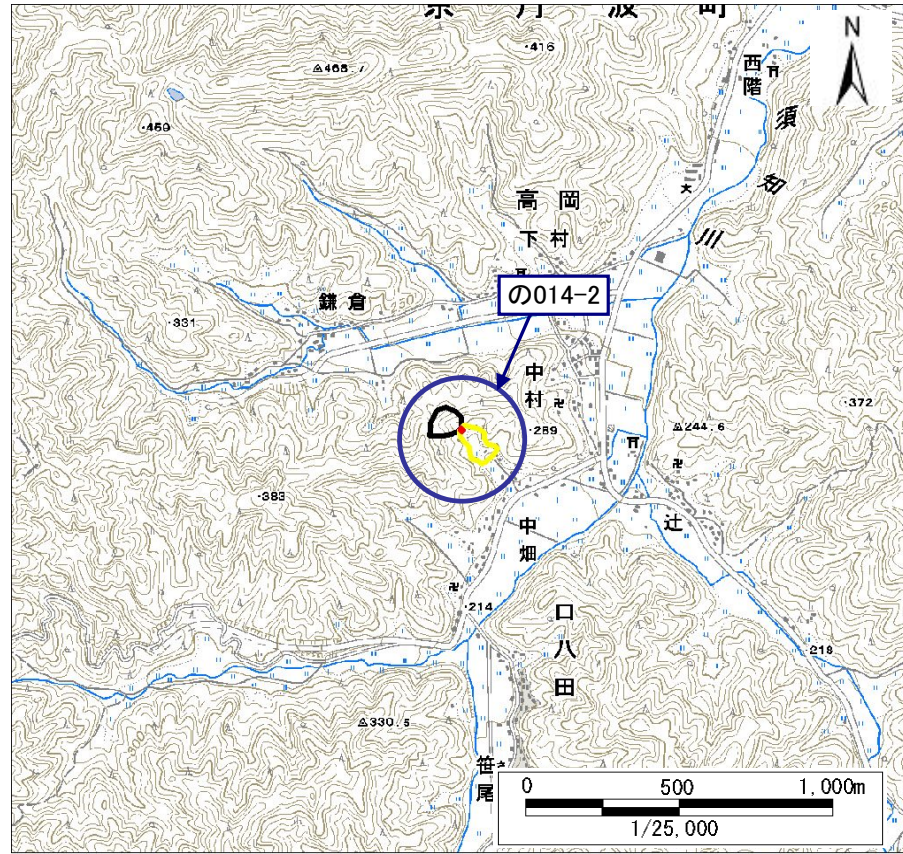 京丹波町
N
・416
△468.7
西階
・459
須知川
高岡
下村
の014-2
鎌倉
・331
中村
・372
・289
△244.6
・383
辻
中畑
・214
口八田
・218
△330.5
笹尾
0 500 1,000m
1/25,000